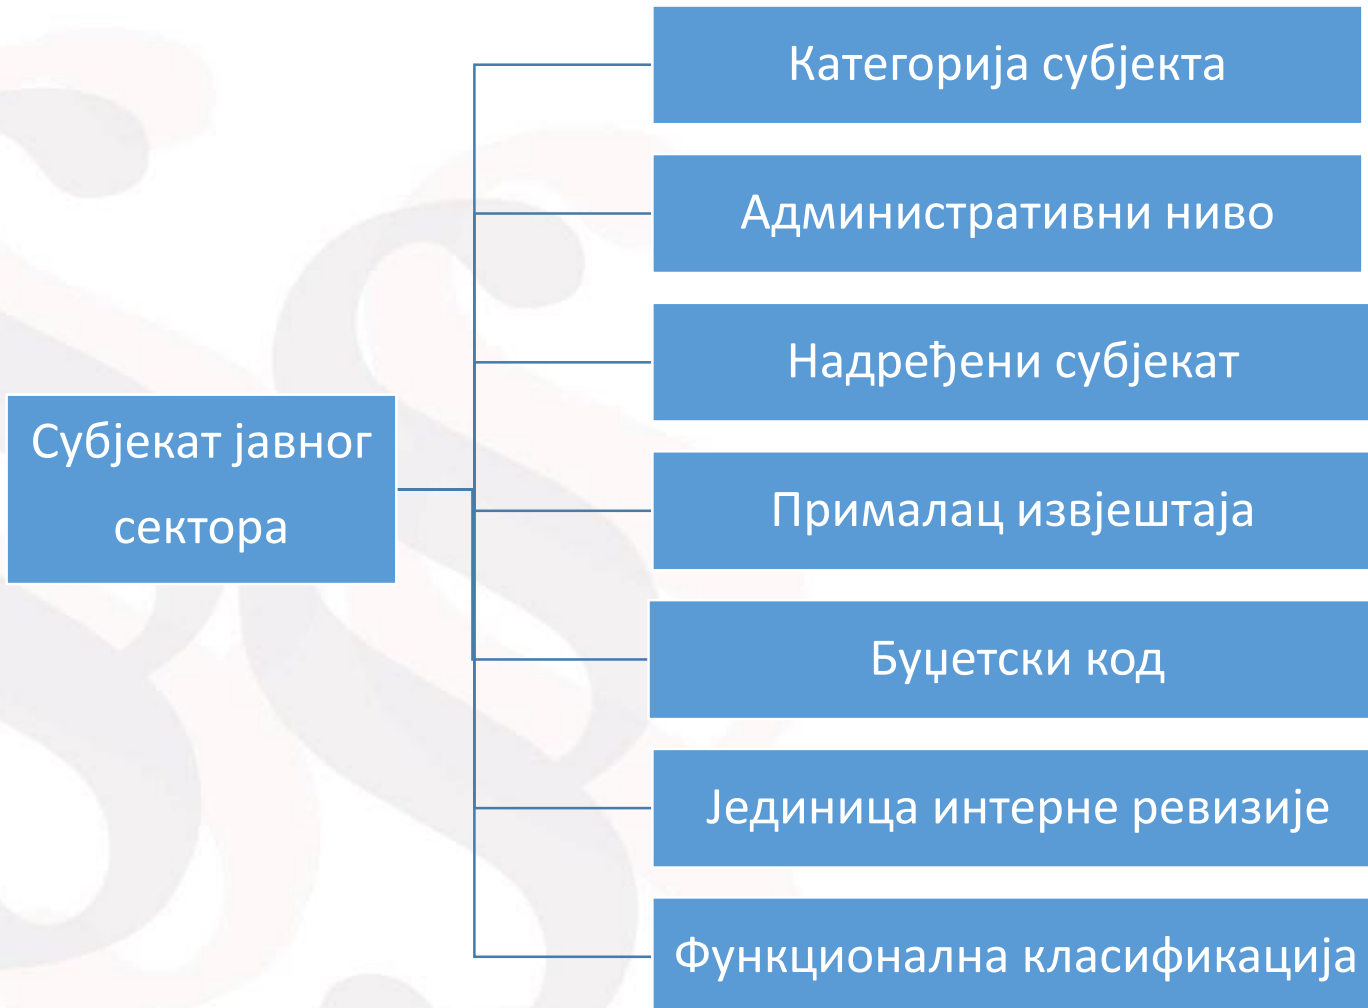 Категорија субјекта
Административни ниво
Надређени субјекат
Субјекат јавног
сектора
Прималац извјештаја
Буџетски код
Јединица интерне ревизије
Функционална класификација